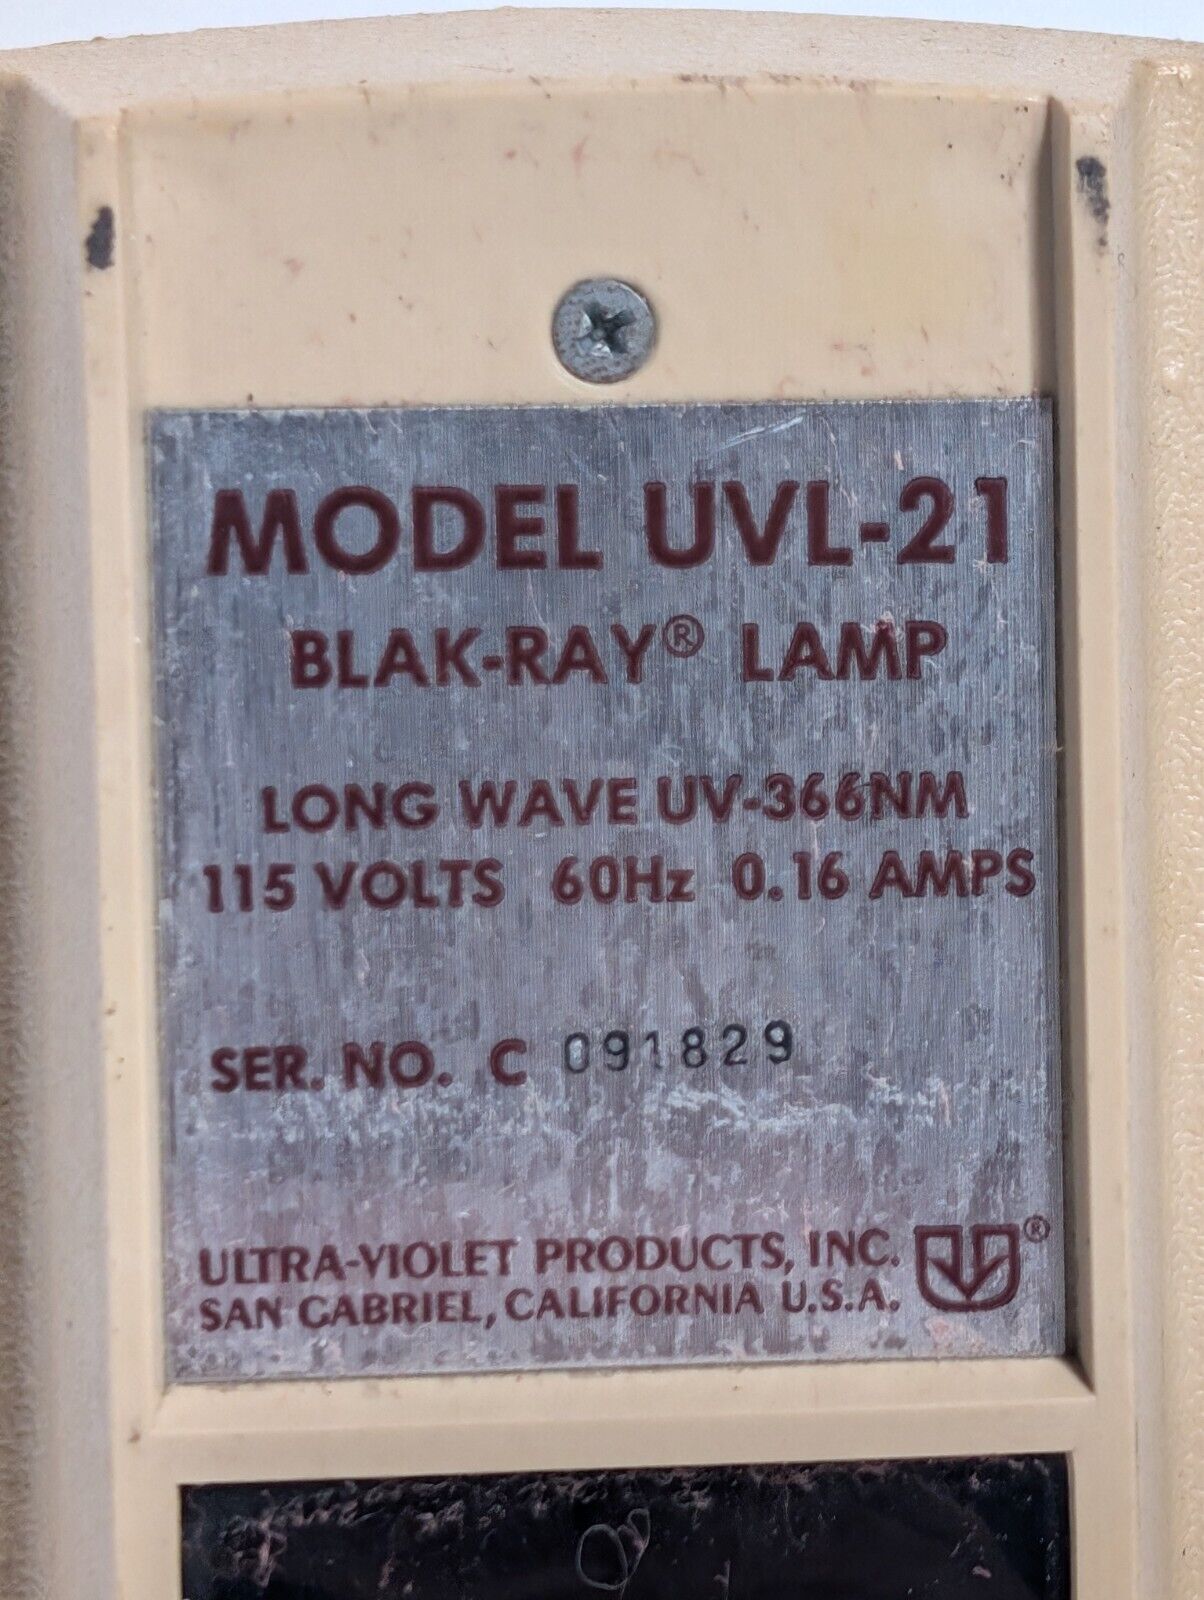 MODEL UVL-21
BLAK-RAY® LAMP
LONG WAVE UV-366NM
115 VOLTS 60Hz 0.16 AMPS
SER. NO. C 091829
ULTRA-VIOLET PRODUCTS, INC.
SAN GABRIEL, CALIFORNIA U.S.A.
®